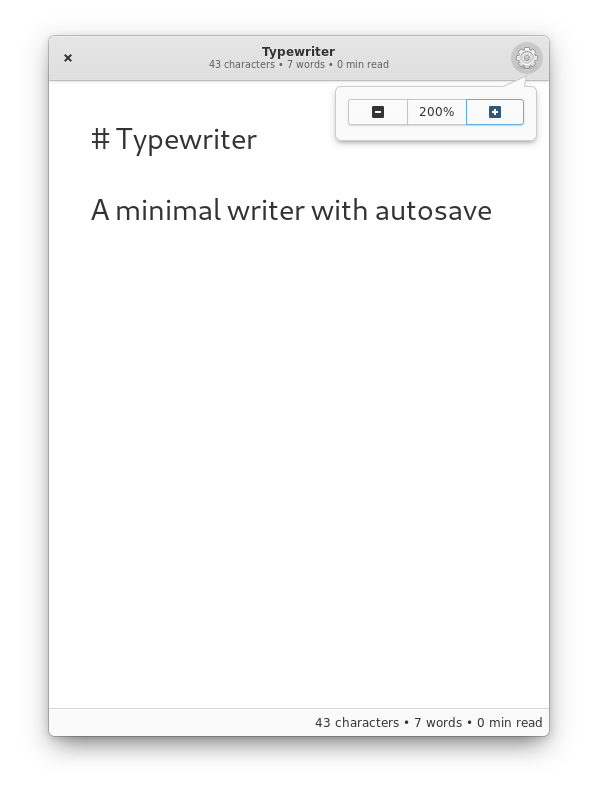 Typewriter
43 characters • 7 words • 0 min read
200%
# Typewriter
A minimal writer with autosave
43 characters • 7 words • 0 min read